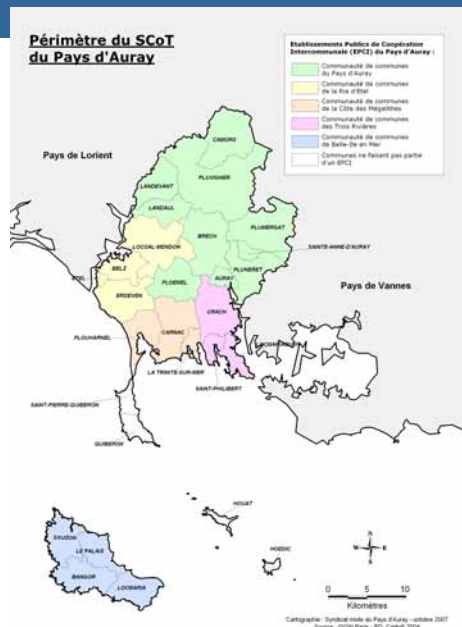 Périmètre du SCoT
du Pays d'Auray
Etablissements Publics de Coopération
Intercommunale (EPCI) du Pays d'Auray :
Communauté de communes
du Pays d'Auray
Communauté de communes
de la Ria d'Etel
Communauté de communes
de la Côte des Mégalithes
Communauté de communes
des Trois Rivières
Communauté de communes
de Belle-Ile en Mer
Communes ne faisant pas partie
d'un EPCI
Pays de Lorient
CAMORS
PLUVIGNER
LANDEVANT
LANDAUL
BRECH
PLUMERGAT
SAINTE-ANNE-D'AURAY
LOCOAL-MENDON
PLUNERET
BELZ
ETEL
PLOEMEL
AURAY
Pays de Vannes
ERDEVEN
CRACH
PLOUHARNEL
CARNAC
LA TRINITE-SUR-MER
SAINT-PHILIBERT
SAINT-PIERRE-QUIBERON
QUIBERON
HOUAT
HOEDIC
SAUZON
LE PALAIS
BANGOR
LOCMARIA
N
W E
S
0 5 10
Kilomètres
Cartographie : Syndicat mixte du Pays d'Auray - octobre 2007